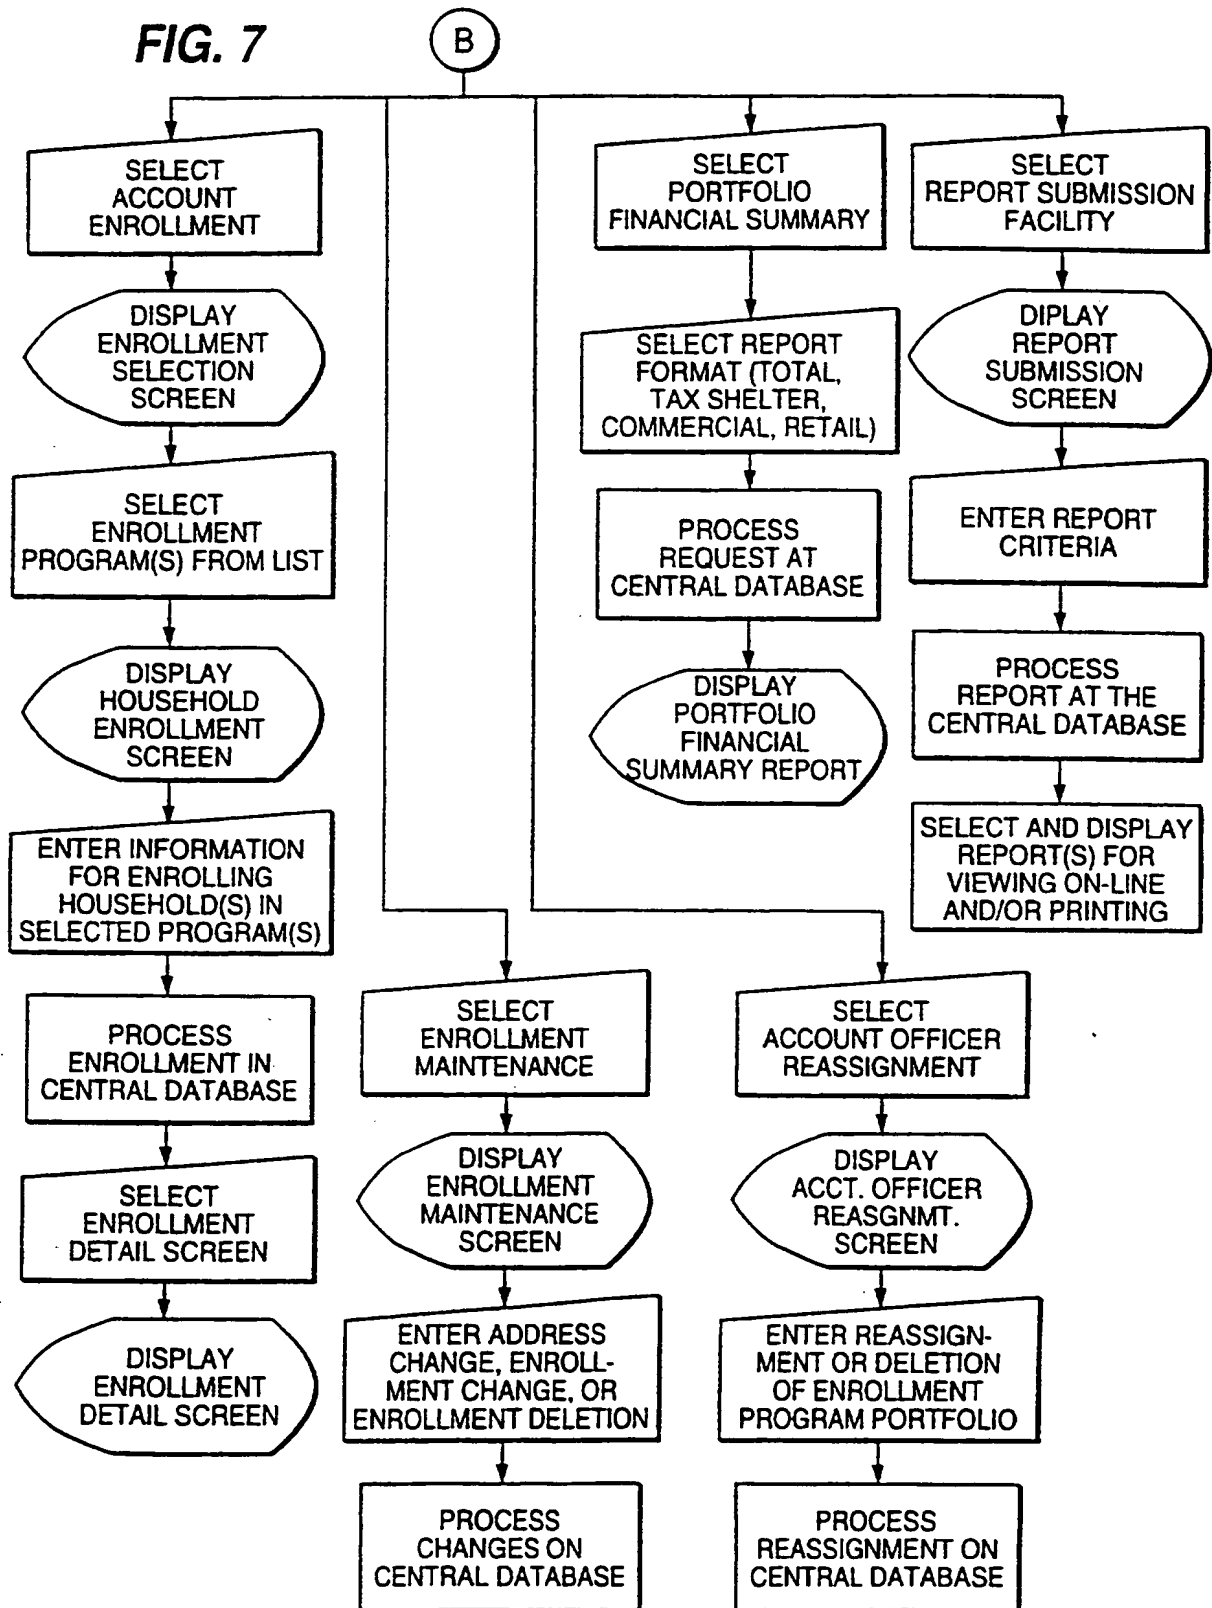 FIG. 7
B
SELECT
ACCOUNT
ENROLLMENT
DISPLAY
ENROLLMENT
SELECTION
SCREEN
SELECT
ENROLLMENT
PROGRAM(S) FROM LIST
DISPLAY
HOUSEHOLD
ENROLLMENT
SCREEN
ENTER INFORMATION
FOR ENROLLING
HOUSEHOLD(S) IN
SELECTED PROGRAM(S)
PROCESS
ENROLLMENT IN
CENTRAL DATABASE
SELECT
ENROLLMENT
DETAIL SCREEN
DISPLAY
ENROLLMENT
DETAIL SCREEN
SELECT
ENROLLMENT
MAINTENANCE
DISPLAY
ENROLLMENT
MAINTENANCE
SCREEN
ENTER ADDRESS
CHANGE, ENROLL-
MENT CHANGE, OR
ENROLLMENT DELETION
PROCESS
CHANGES ON
CENTRAL DATABASE
SELECT
ACCOUNT OFFICER
REASSIGNMENT
DISPLAY
ACCT. OFFICER
REASGNMT.
SCREEN
ENTER REASSIGN-
MENT OR DELETION
OF ENROLLMENT
PROGRAM PORTFOLIO
PROCESS
REASSIGNMENT ON
CENTRAL DATABASE
SELECT
PORTFOLIO
FINANCIAL SUMMARY
SELECT REPORT
FORMAT (TOTAL,
TAX SHELTER,
COMMERCIAL, RETAIL)
PROCESS
REQUEST AT
CENTRAL DATABASE
DISPLAY
PORTFOLIO
FINANCIAL
SUMMARY REPORT
SELECT
REPORT SUBMISSION
FACILITY
DIPLAY
REPORT
SUBMISSION
SCREEN
ENTER REPORT
CRITERIA
PROCESS
REPORT AT THE
CENTRAL DATABASE
SELECT AND DISPLAY
REPORT(S) FOR
VIEWING ON-LINE
AND/OR PRINTING